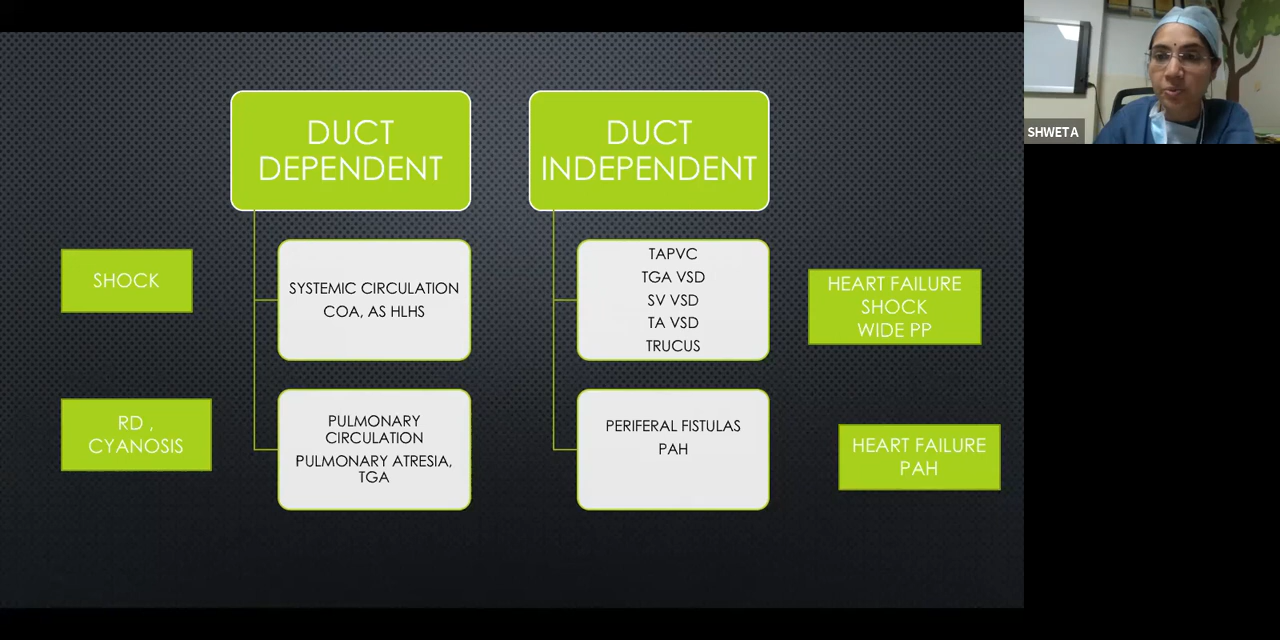 DUCT
DEPENDENT
DUCT
INDEPENDENT
SHOCK
SYSTEMIC CIRCULATION
COA, AS HLHS
TAPVC
TGA VSD
SV VSD
TA VSD
TRUCUS
HEART FAILURE
SHOCK
WIDE PP
RD ,
CYANOSIS
PULMONARY
CIRCULATION
PULMONARY ATRESIA,
TGA
PERIFERAL FISTULAS
PAH
HEART FAILURE
PAH
SHWETA